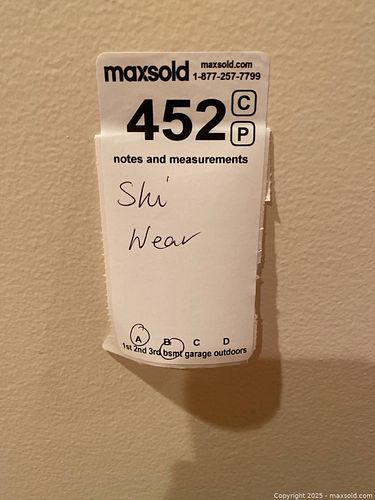 maxsold maxsold.com
1-877-257-7799
452 C
P
notes and measurements
Ski
Wear
A B C D
1st 2nd 3rd bsmt garage outdoors
Copyright 2025 - maxsold.com